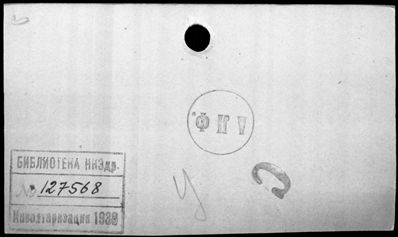 БИБЛИОТЕКА НКЗдр.
№ 127568
Инвентаризация 1938
У
С